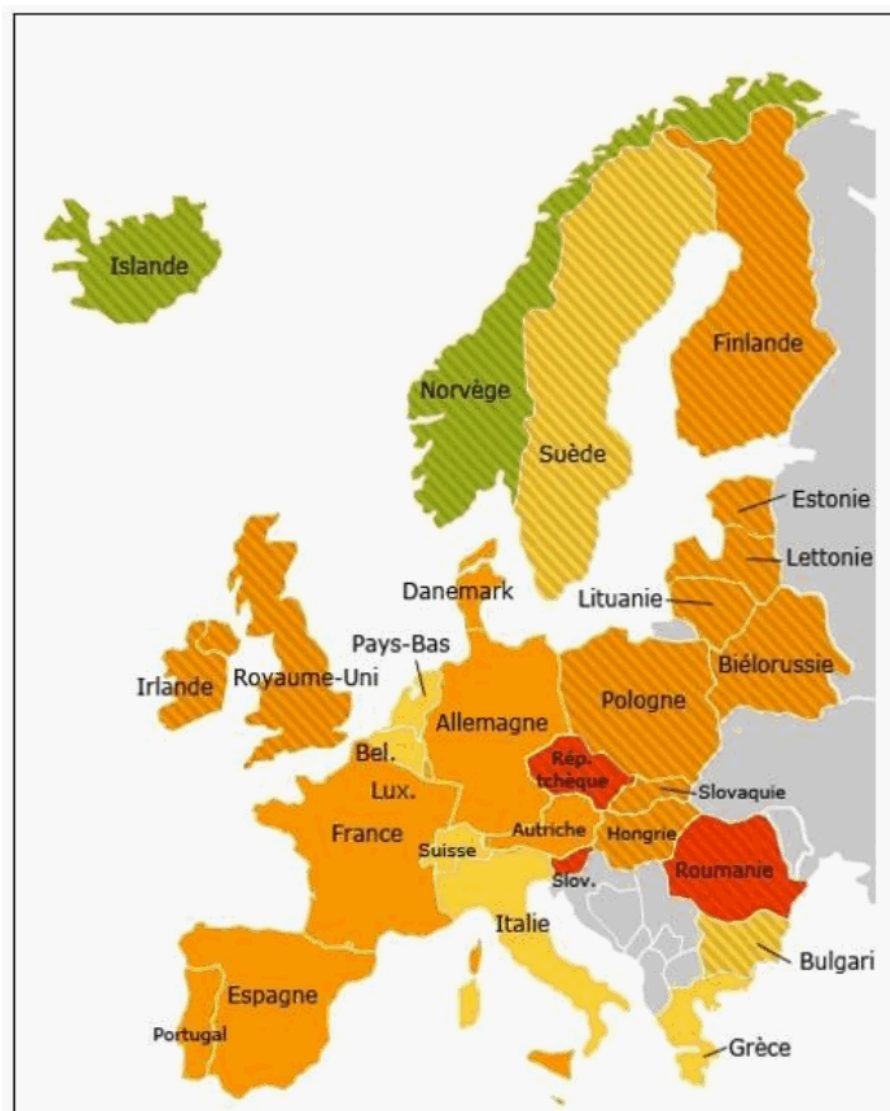 Islande
Norvège
Finlande
Suède
Estonie
Lettonie
Danemark
Lituanie
Pays-Bas
Biélorussie
Irlande
Royaume-Uni
Pologne
Allemagne
Bel.
Rép.
tchèque
Lux.
Slovaquie
France
Autriche
Hongrie
Suisse
Roumanie
Slov.
Italie
Bulgari
Espagne
Portugal
Grèce